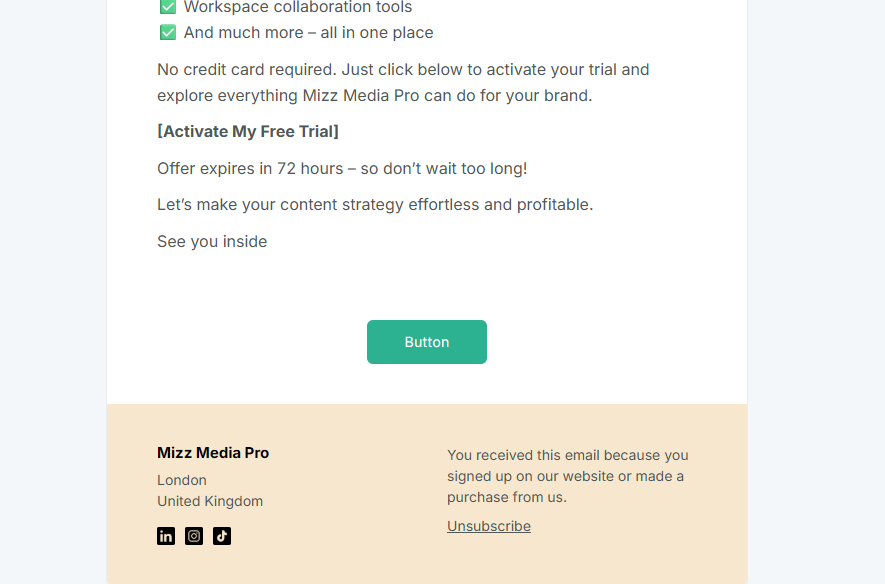 ✅ Workspace collaboration tools
✅ And much more – all in one place
No credit card required. Just click below to activate your trial and
explore everything Mizz Media Pro can do for your brand.
[Activate My Free Trial]
Offer expires in 72 hours – so don’t wait too long!
Let’s make your content strategy effortless and profitable.
See you inside
Button
Mizz Media Pro
London
United Kingdom
You received this email because you
signed up on our website or made a
purchase from us.
Unsubscribe